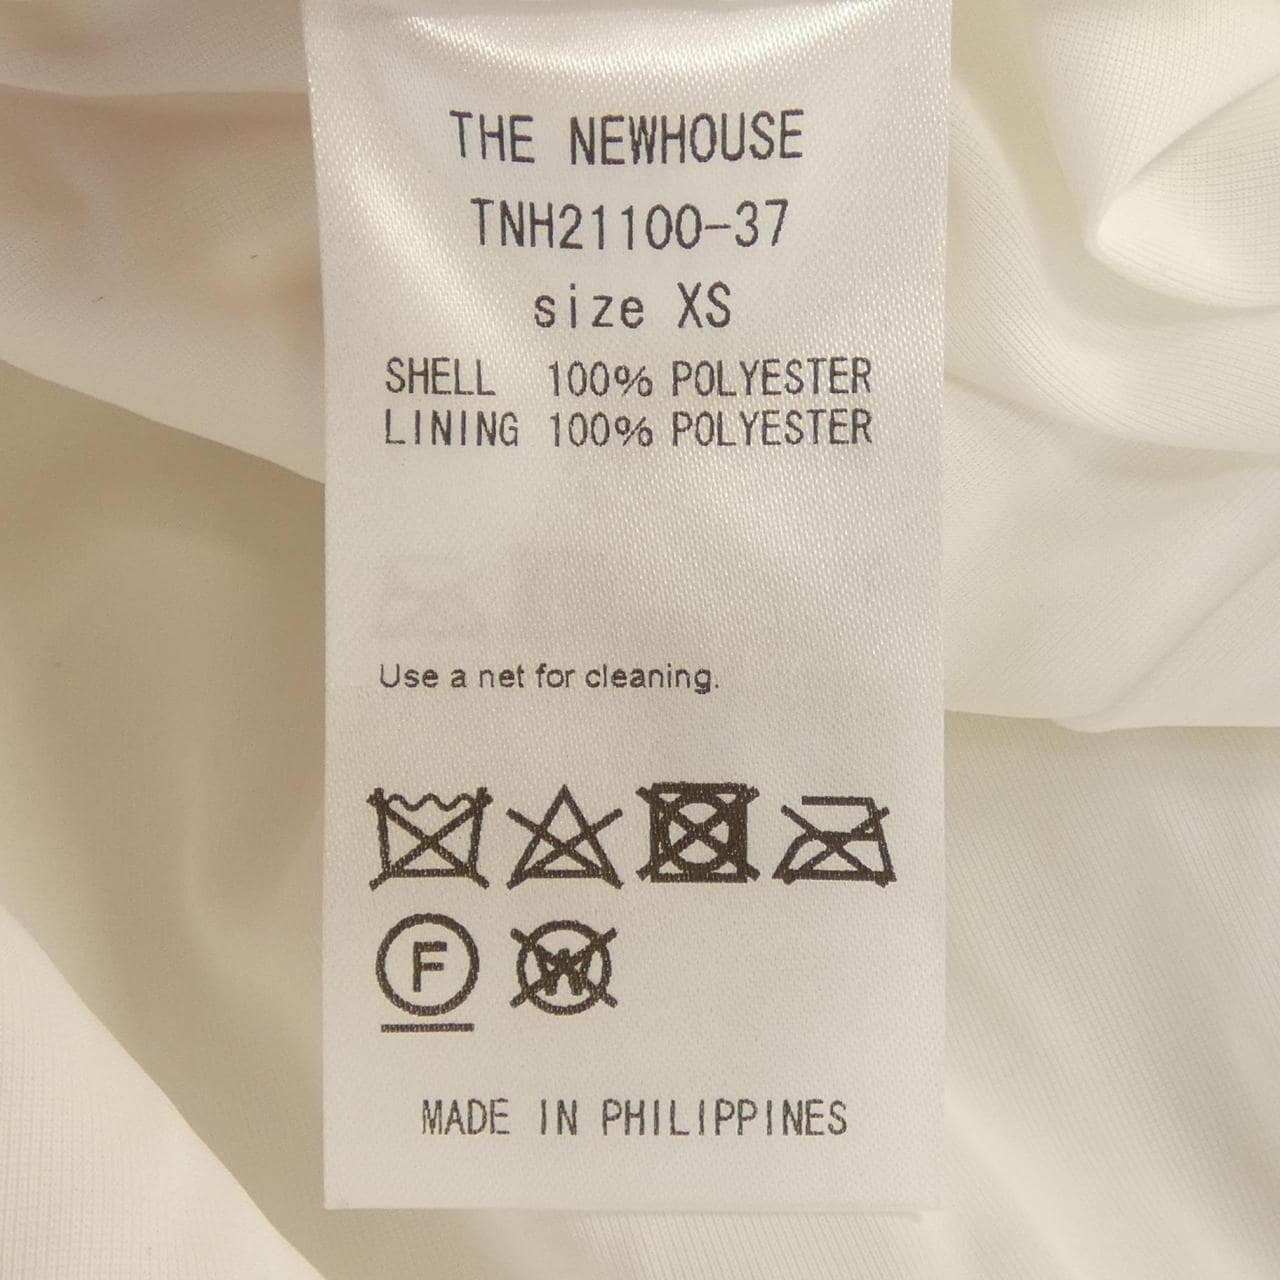 THE NEWHOUSE
TNH21100-37
size XS
SHELL 100% POLYESTER
LINING 100% POLYESTER
Use a net for cleaning.
F
W
MADE IN PHILIPPINES